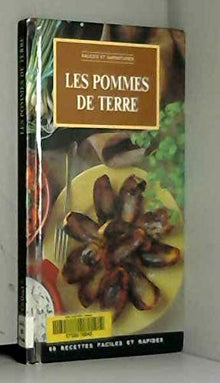 SAUCES ET GARNITURES
LES POMMES
DE TERRE
60 RECETTES FACILES ET RAPIDES
LES POMMES DE TERRE